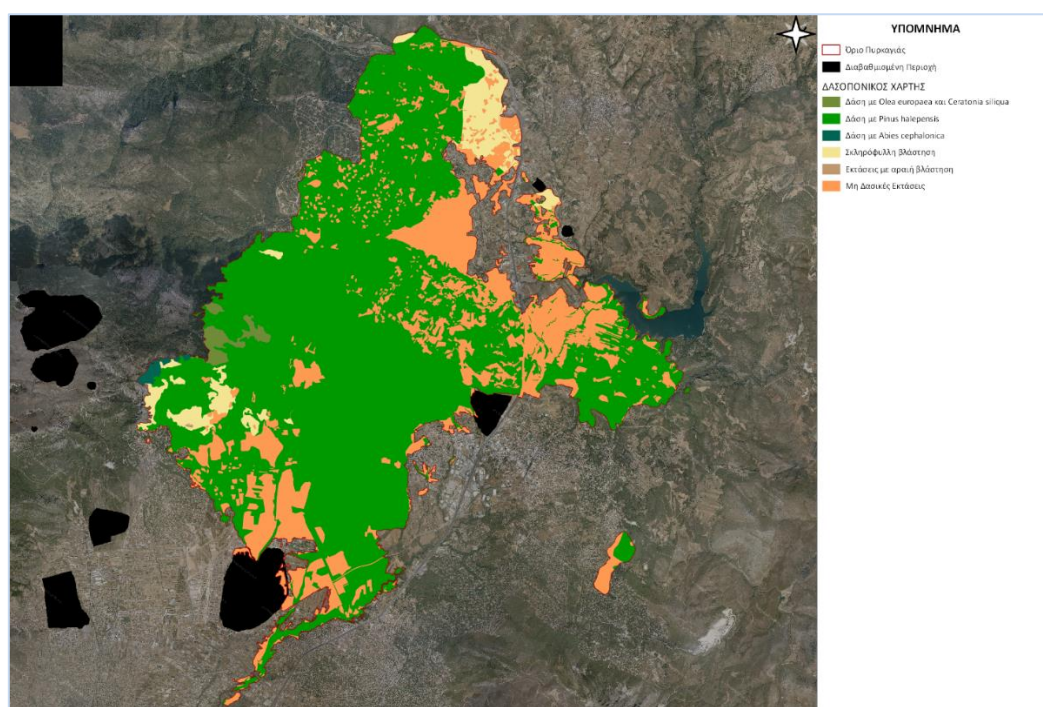 ΥΠΟΜΝΗΜΑ
Όριο Πυρκαγιάς
Διαβαθμισμένη Περιοχή
ΔΑΣΟΠΟΝΙΚΟΣ ΧΑΡΤΗΣ
Δάση με Olea europaea και Ceratonia siliqua
Δάση με Pinus halepensis
Δάση με Abies cephalonica
Σκληρόφυλλη βλάστηση
Εκτάσεις με αραιή βλάστηση
Μη Δασικές Εκτάσεις